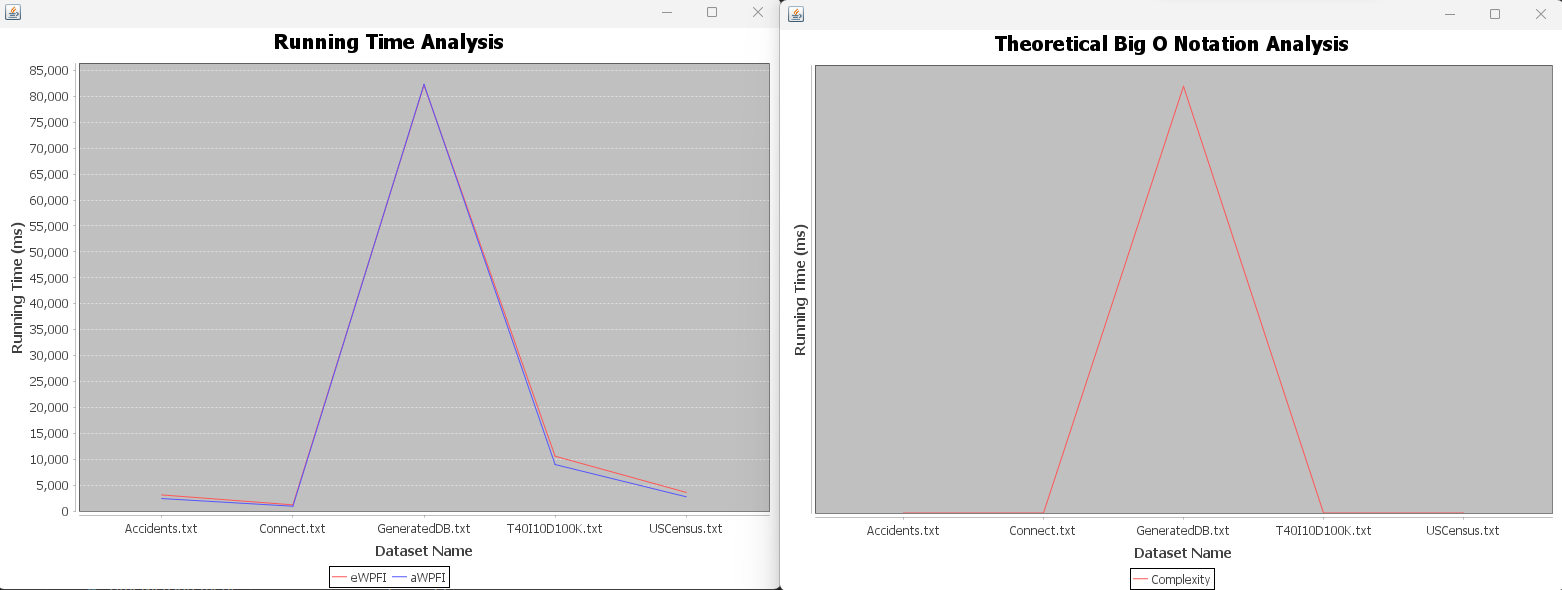 Running Time Analysis
85,000
80,000
75,000
70,000
65,000
60,000
55,000
50,000
45,000
40,000
35,000
30,000
25,000
20,000
15,000
10,000
5,000
0
Running Time (ms)
Accidents.txt Connect.txt GeneratedDB.txt T40I10D100K.txt USCensus.txt
Dataset Name
eWPFI aWPFI
Theoretical Big O Notation Analysis
Running Time (ms)
Accidents.txt Connect.txt GeneratedDB.txt T40I10D100K.txt USCensus.txt
Dataset Name
Complexity